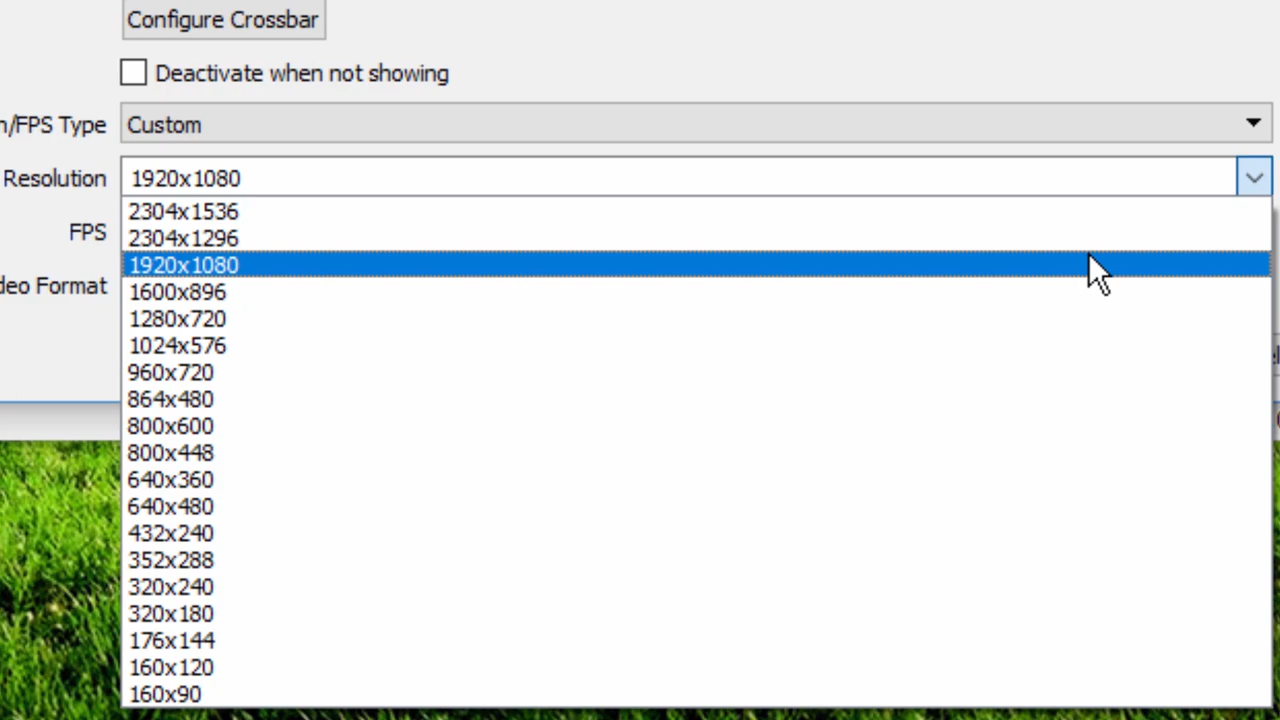 Configure Crossbar
Deactivate when not showing
n/FPS Type Custom
Resolution 1920x1080
2304x1536
FPS 2304x1296
1920x1080
deo Format 1600x896
1280x720
1024x576
960x720
864x480
800x600
800x448
640x360
640x480
432x240
352x288
320x240
320x180
176x144
160x120
160x90